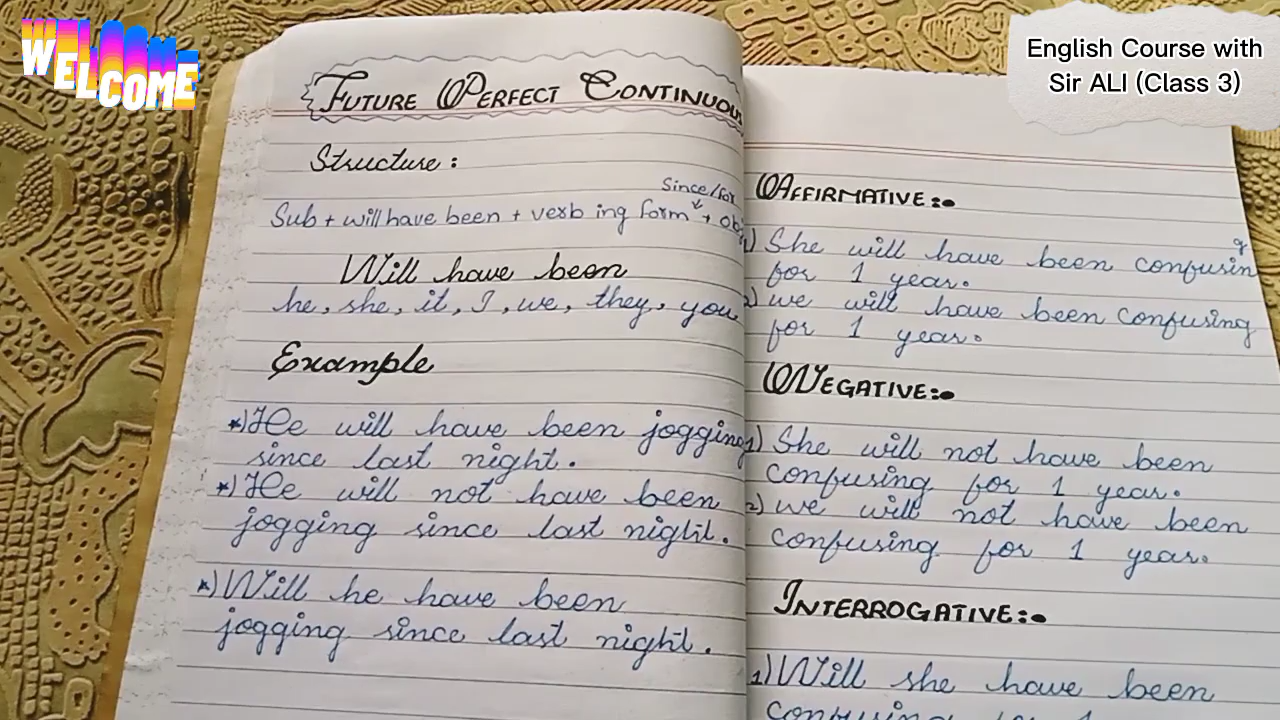 WELCOME
English Course with
Sir ALI (Class 3)
Future Perfect Continuous
Structure:
Since/for
Sub + will have been + verb ing form + obj
Will have been
he, she, it, I, we, they, you
Example
*) He will have been jogging
since last night.
*) He will not have been
jogging since last night.
*) Will he have been
jogging since last night.
Affirmative:-
1) She will have been confusing
for 1 year.
2) we will have been confusing
for 1 year.
Negative:-
1) She will not have been
confusing for 1 year.
2) we will not have been
confusing for 1 year.
Interrogative:-
1) Will she have been
confusing for 1